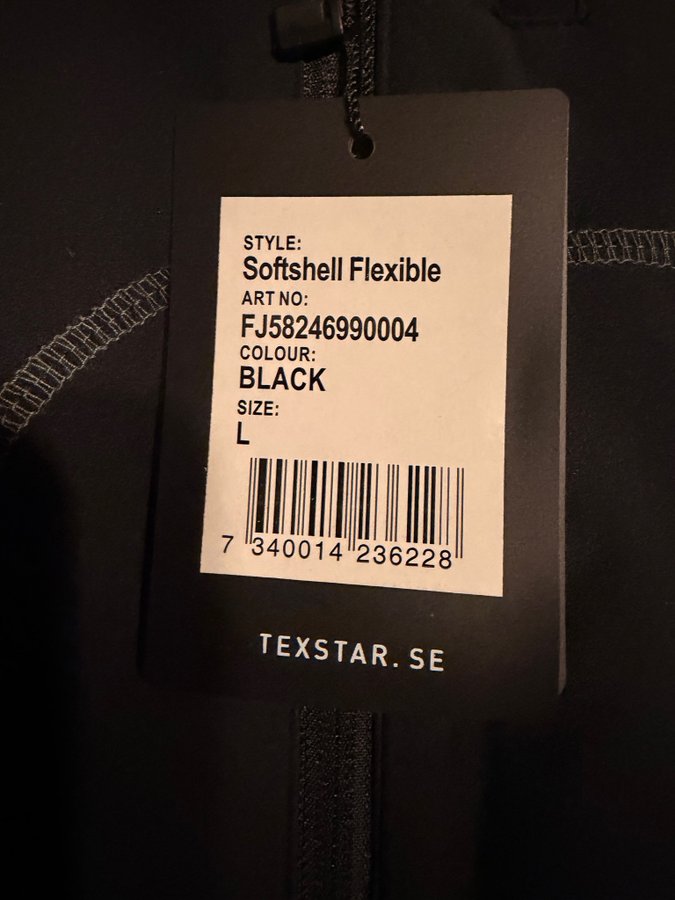 STYLE:
Softshell Flexible
ART NO:
FJ58246990004
COLOUR:
BLACK
SIZE:
L
7 340014 236228
TEXSTAR. SE